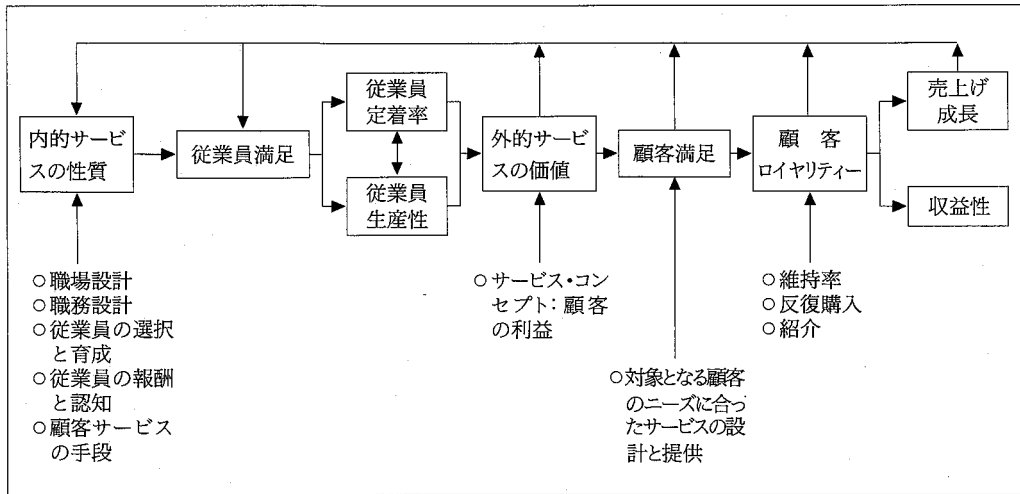 内的サービ
スの性質
従業員満足
従業員
定着率
従業員
生産性
外的サービ
スの価値
顧客満足
顧客
ロイヤリティー
売上げ
成長
収益性
○職場設計
○職務設計
○従業員の選択
と育成
○従業員の報酬
と認知
○顧客サービス
の手段
○サービス・コン
セプト:顧客
の利益
○対象となる顧客
のニーズに合っ
たサービスの設
計と提供
○維持率
○反復購入
○紹介